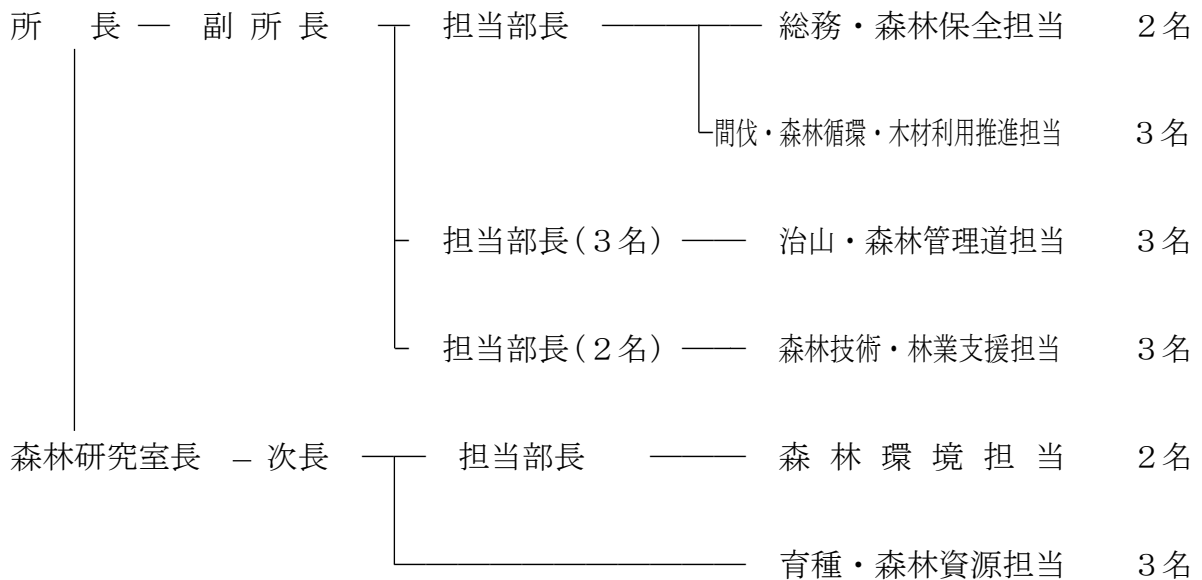 所　長 ― 副所長 ― 担当部長 ― 総務・森林保全担当　２名
間伐・森林循環・木材利用推進担当　３名
担当部長(３名) ― 治山・森林管理道担当　３名
担当部長(２名) ― 森林技術・林業支援担当　３名
森林研究室長 － 次長 ― 担当部長 ― 森林環境担当　２名
育種・森林資源担当　３名